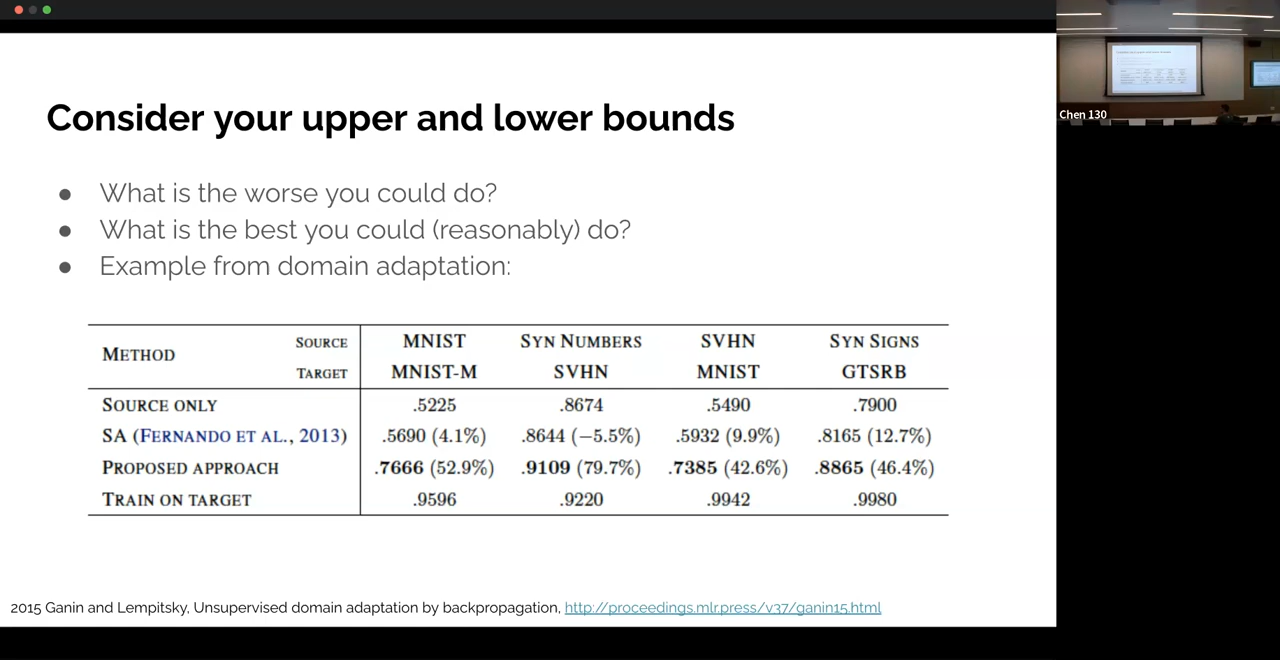 Consider your upper and lower bounds
● What is the worse you could do?
● What is the best you could (reasonably) do?
● Example from domain adaptation:
METHOD SOURCE MNIST SYN NUMBERS SVHN SYN SIGNS
TARGET MNIST-M SVHN MNIST GTSRB
SOURCE ONLY .5225 .8674 .5490 .7900
SA (FERNANDO ET AL., 2013) .5690 (4.1%) .8644 (−5.5%) .5932 (9.9%) .8165 (12.7%)
PROPOSED APPROACH .7666 (52.9%) .9109 (79.7%) .7385 (42.6%) .8865 (46.4%)
TRAIN ON TARGET .9596 .9220 .9942 .9980
2015 Ganin and Lempitsky, Unsupervised domain adaptation by backpropagation, http://proceedings.mlr.press/v37/ganin15.html
Chen 130